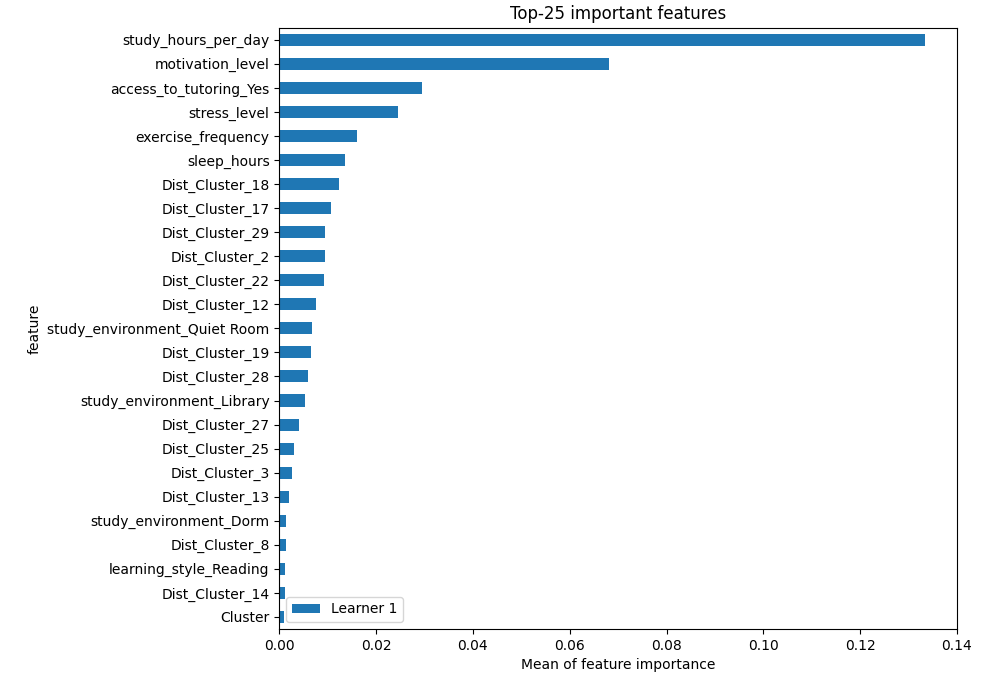 Top-25 important features
study_hours_per_day
motivation_level
access_to_tutoring_Yes
stress_level
exercise_frequency
sleep_hours
Dist_Cluster_18
Dist_Cluster_17
Dist_Cluster_29
Dist_Cluster_2
Dist_Cluster_22
Dist_Cluster_12
study_environment_Quiet Room
Dist_Cluster_19
Dist_Cluster_28
study_environment_Library
Dist_Cluster_27
Dist_Cluster_25
Dist_Cluster_3
Dist_Cluster_13
study_environment_Dorm
Dist_Cluster_8
learning_style_Reading
Dist_Cluster_14
Cluster
feature
Learner 1
0.00 0.02 0.04 0.06 0.08 0.10 0.12 0.14
Mean of feature importance